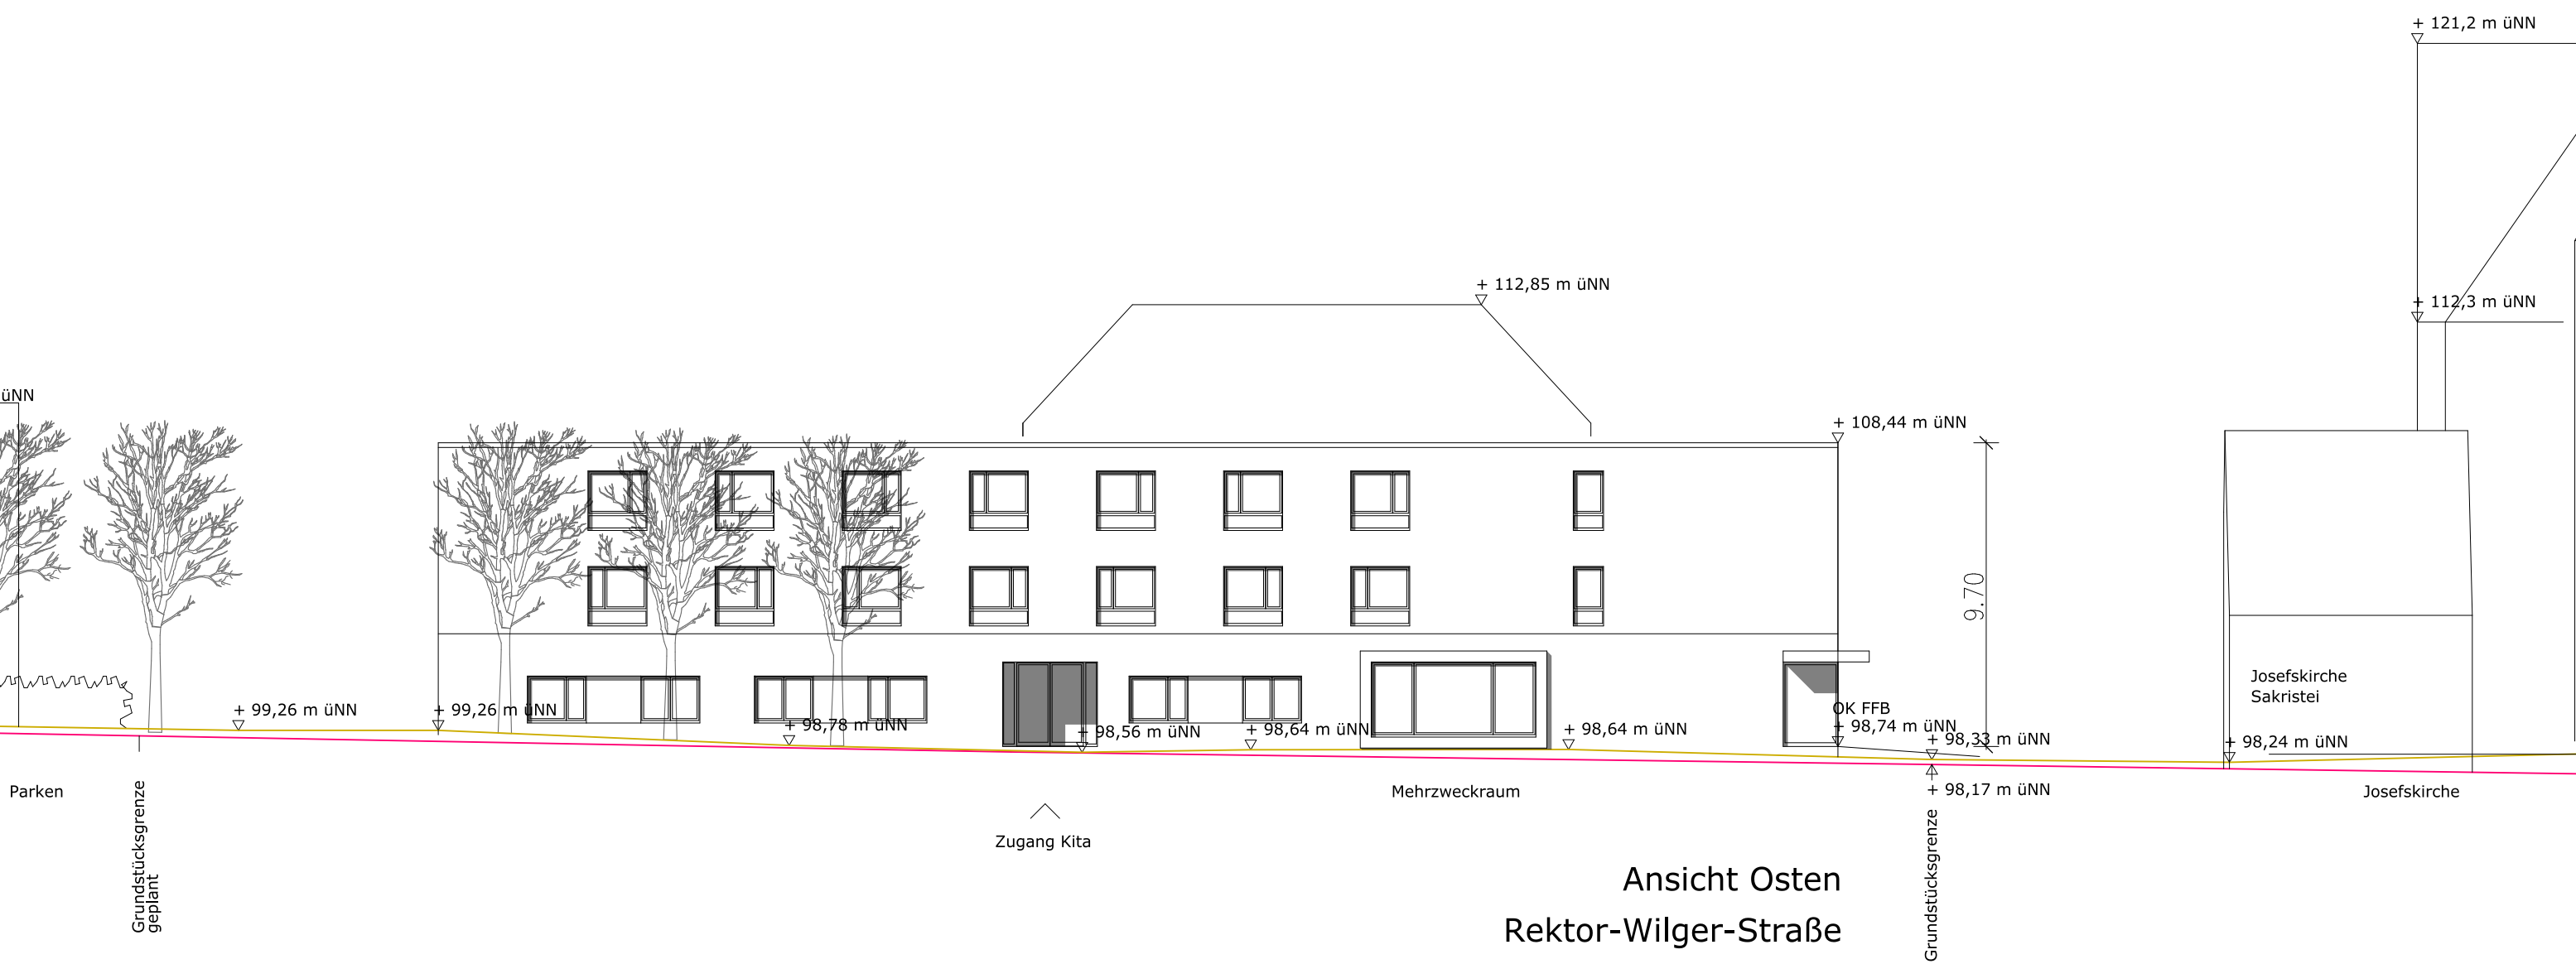 + 121,2 m üNN
+ 112,85 m üNN
+ 112,3 m üNN
üNN
+ 108,44 m üNN
9.70
Josefskirche
Sakristei
+ 99,26 m üNN
+ 99,26 m üNN
+ 98,78 m üNN
+ 98,56 m üNN
+ 98,64 m üNN
+ 98,64 m üNN
OK FFB
+ 98,74 m üNN
+ 98,33 m üNN
+ 98,24 m üNN
+ 98,17 m üNN
Parken
Mehrzweckraum
Josefskirche
Zugang Kita
Grundstücksgrenze
geplant
Grundstücksgrenze
Ansicht Osten
Rektor-Wilger-Straße